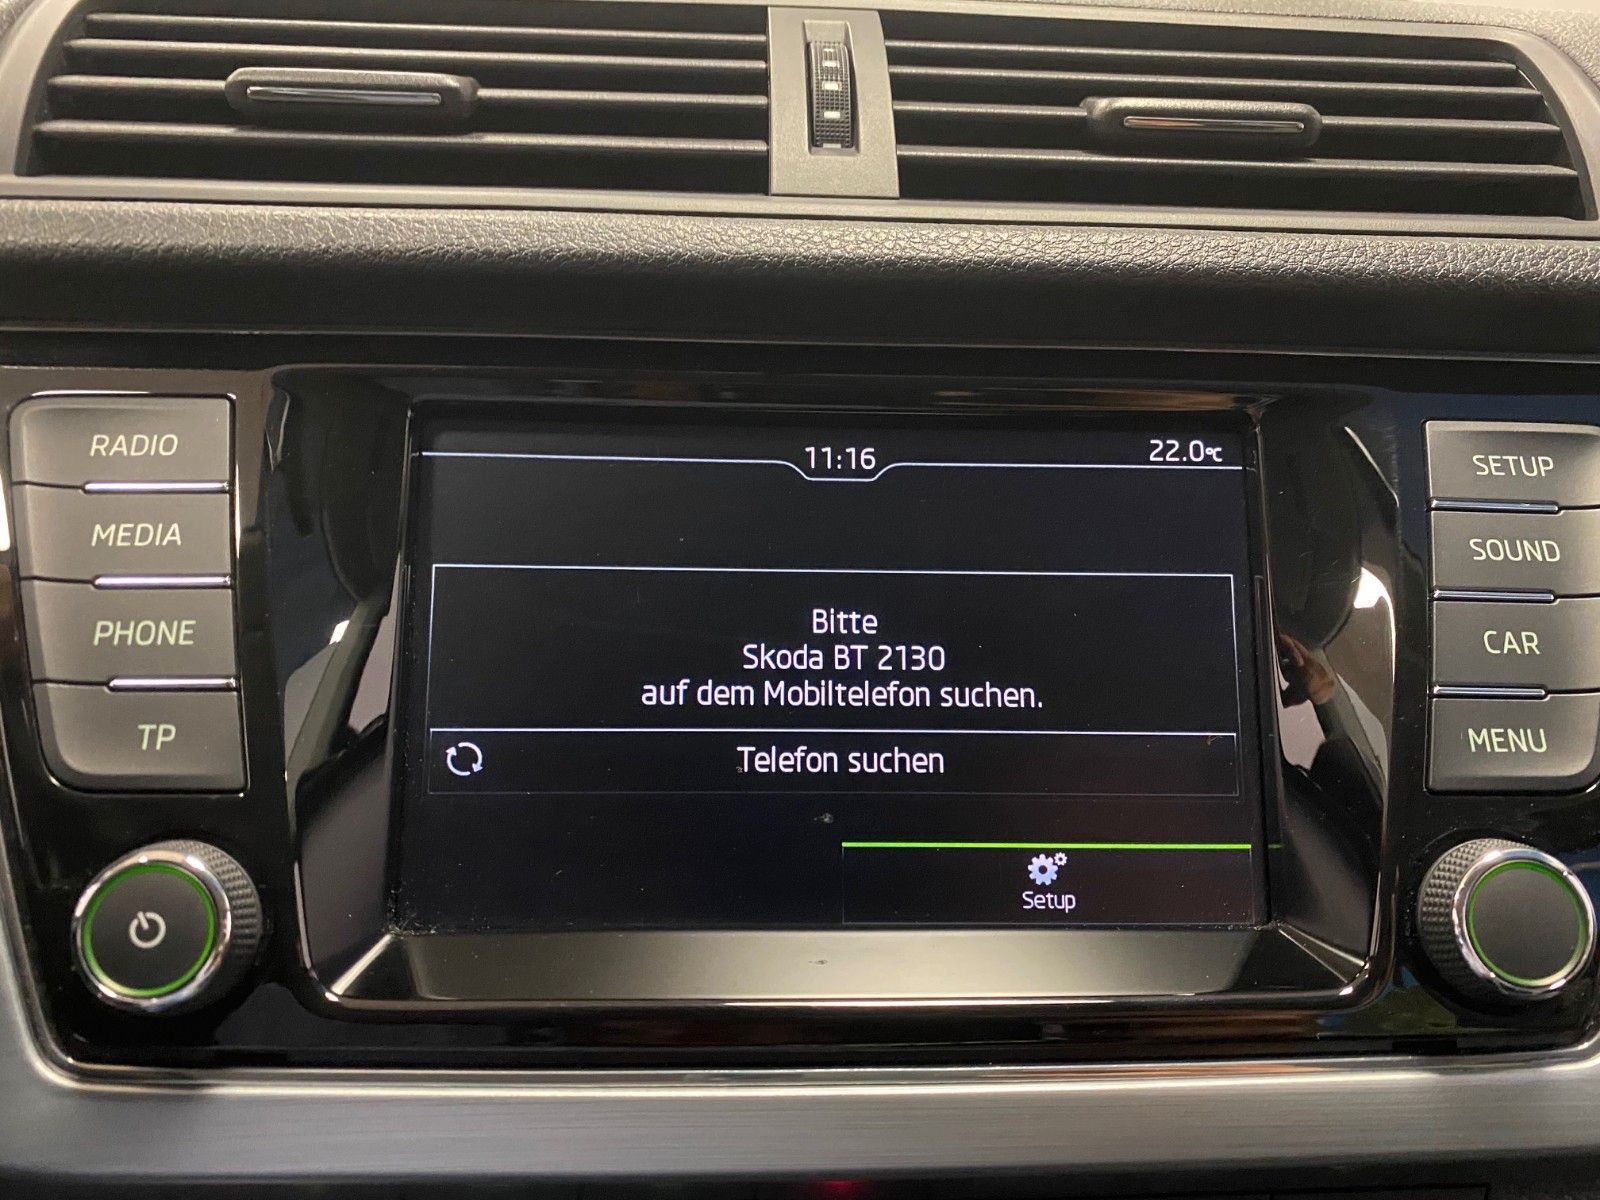 RADIO
MEDIA
PHONE
TP
11:16
22.0°C
Bitte
Skoda BT 2130
auf dem Mobiltelefon suchen.
Telefon suchen
Setup
SETUP
SOUND
CAR
MENU